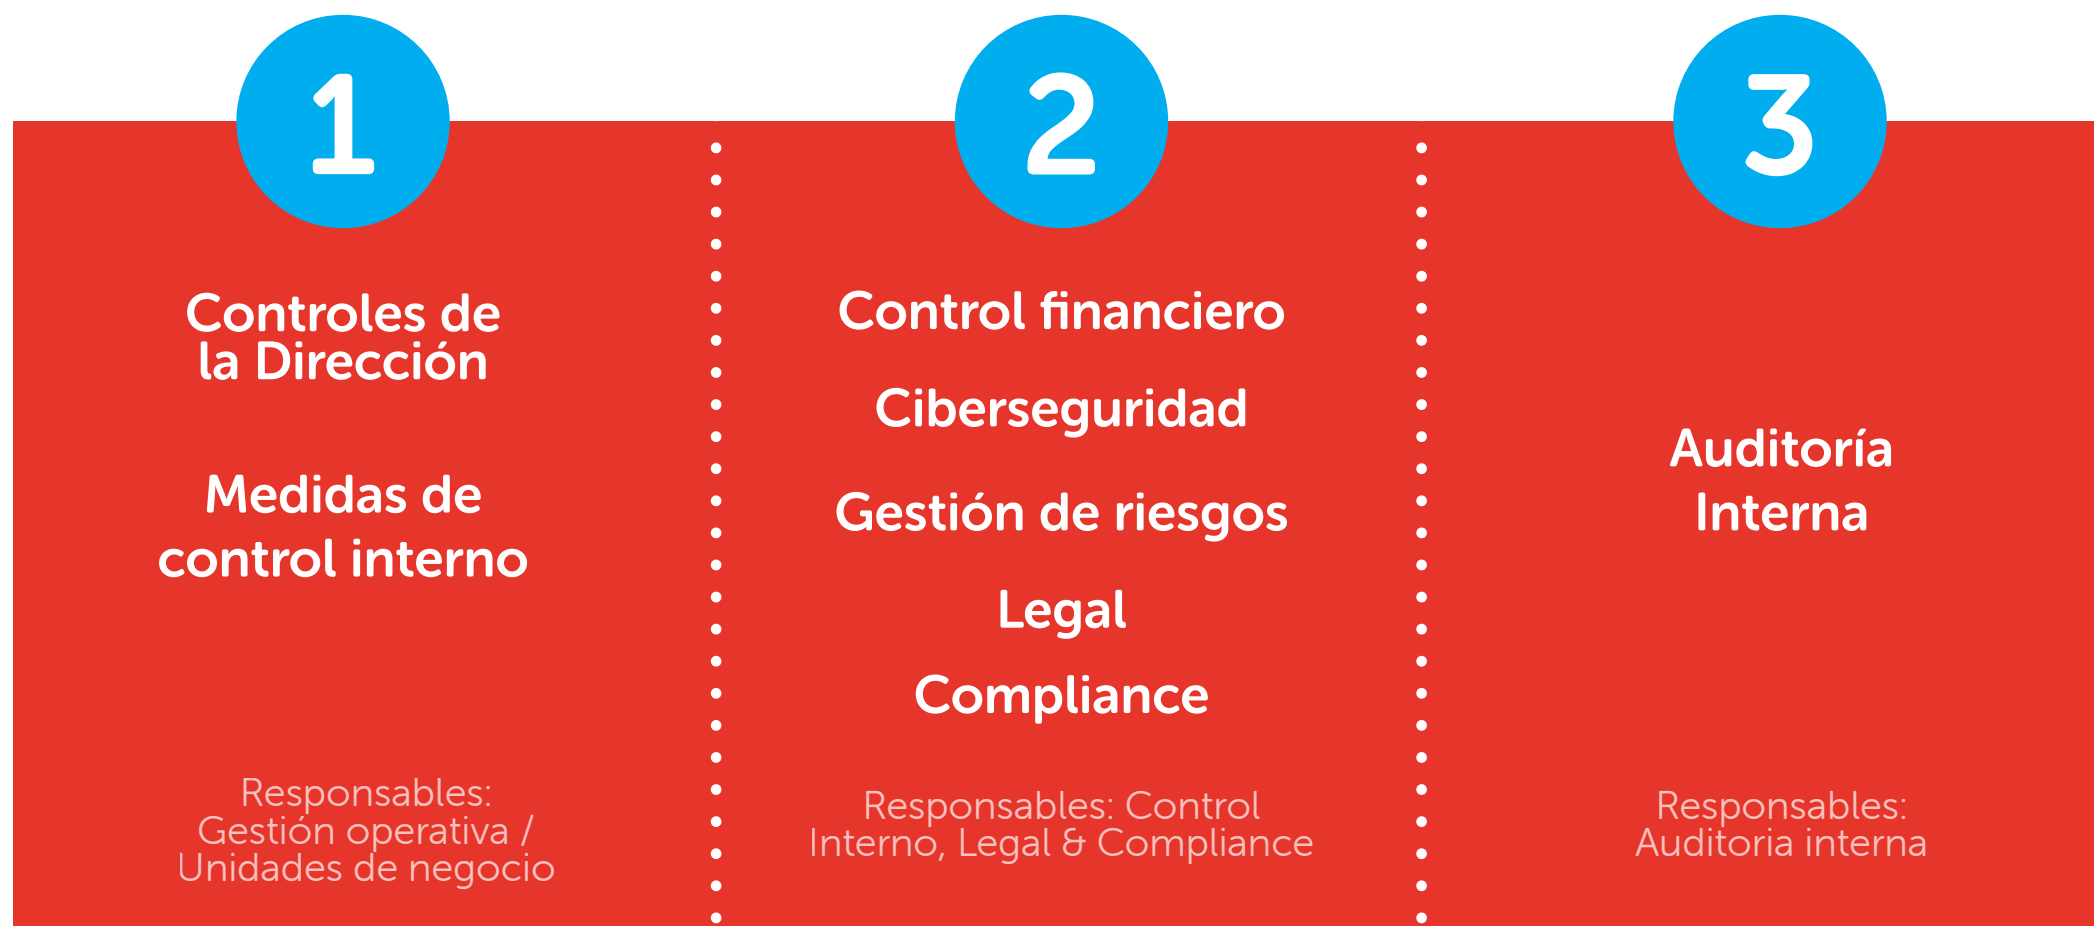 1
Controles de
la Dirección
Medidas de
control interno
Responsables:
Gestión operativa /
Unidades de negocio
2
Control financiero
Ciberseguridad
Gestión de riesgos
Legal
Compliance
Responsables: Control
Interno, Legal & Compliance
3
Auditoría
Interna
Responsables:
Auditoria interna